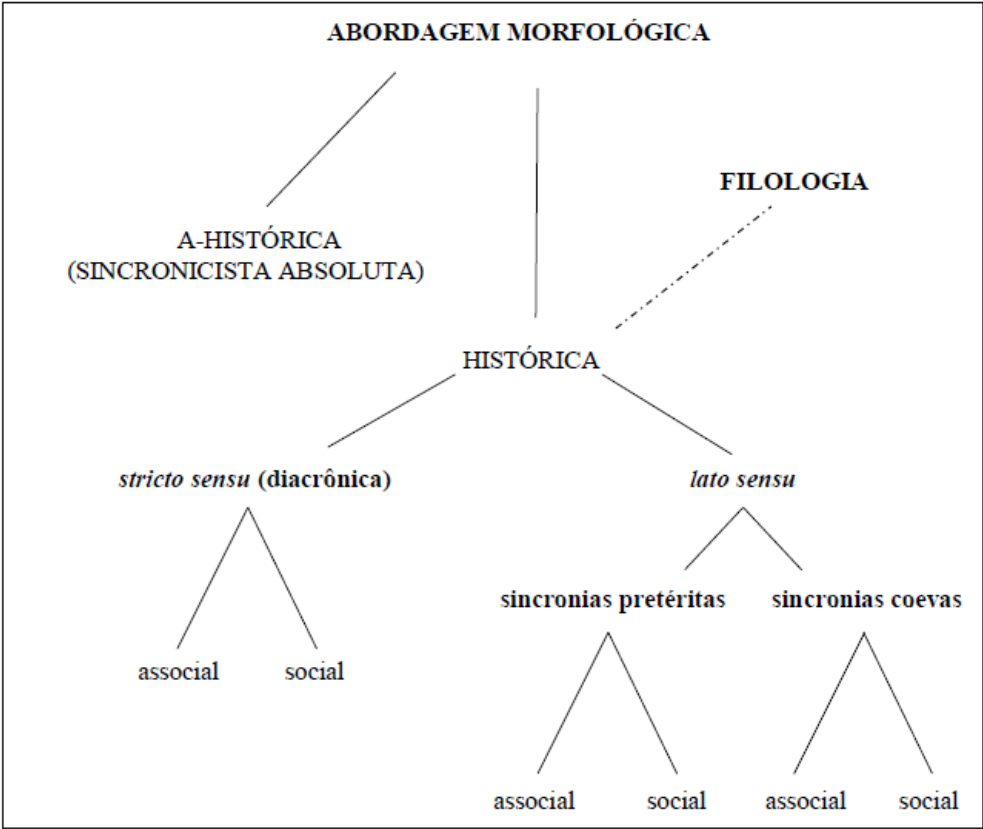 ABORDAGEM MORFOLÓGICA
FILOLOGIA
A-HISTÓRICA
(SINCRONICISTA ABSOLUTA)
HISTÓRICA
stricto sensu (diacrônica)
lato sensu
sincronias pretéritas
sincronias coevas
associal
social
associal
social
associal
social